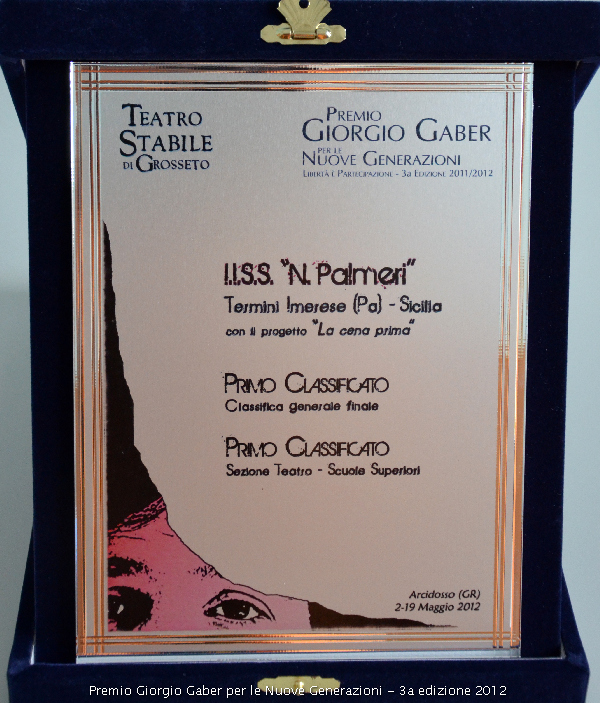 TEATRO
STABILE
DI GROSSETO
PREMIO
GIORGIO GABER
PER LE
NUOVE GENERAZIONI
LIBERTÀ È PARTECIPAZIONE - 3a EDIZIONE 2011/2012
I.I.S.S. "N. Palmeri"
Termini Imerese (Pa) - Sicilia
con il progetto "La cena prima"
PRIMO CLASSIFICATO
Classifica generale finale
PRIMO CLASSIFICATO
Sezione Teatro - Scuole Superiori
Arcidosso (GR)
2-19 Maggio 2012
Premio Giorgio Gaber per le Nuove Generazioni - 3a edizione 2012